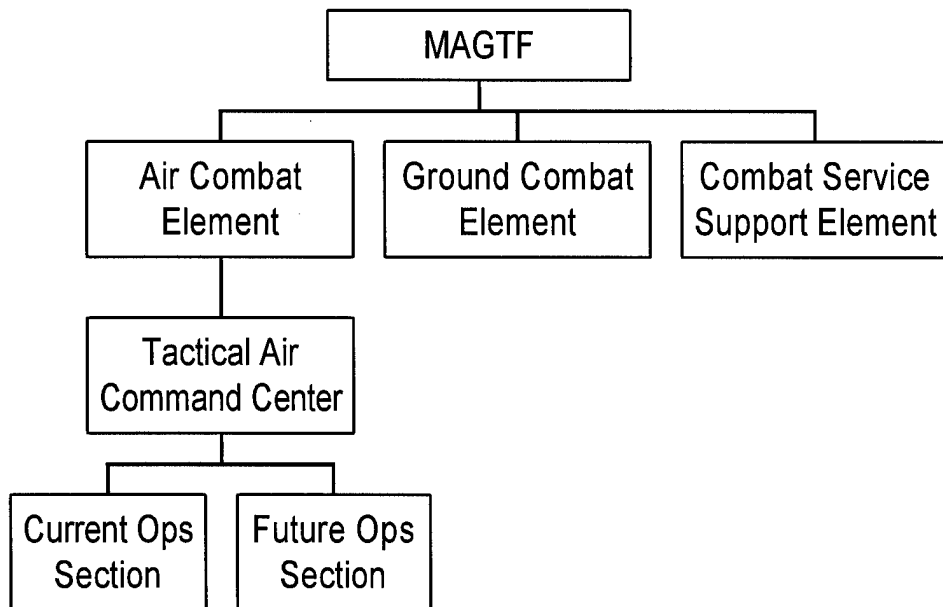 MAGTF
Air Combat
Element
Ground Combat
Element
Combat Service
Support Element
Tactical Air
Command Center
Current Ops
Section
Future Ops
Section